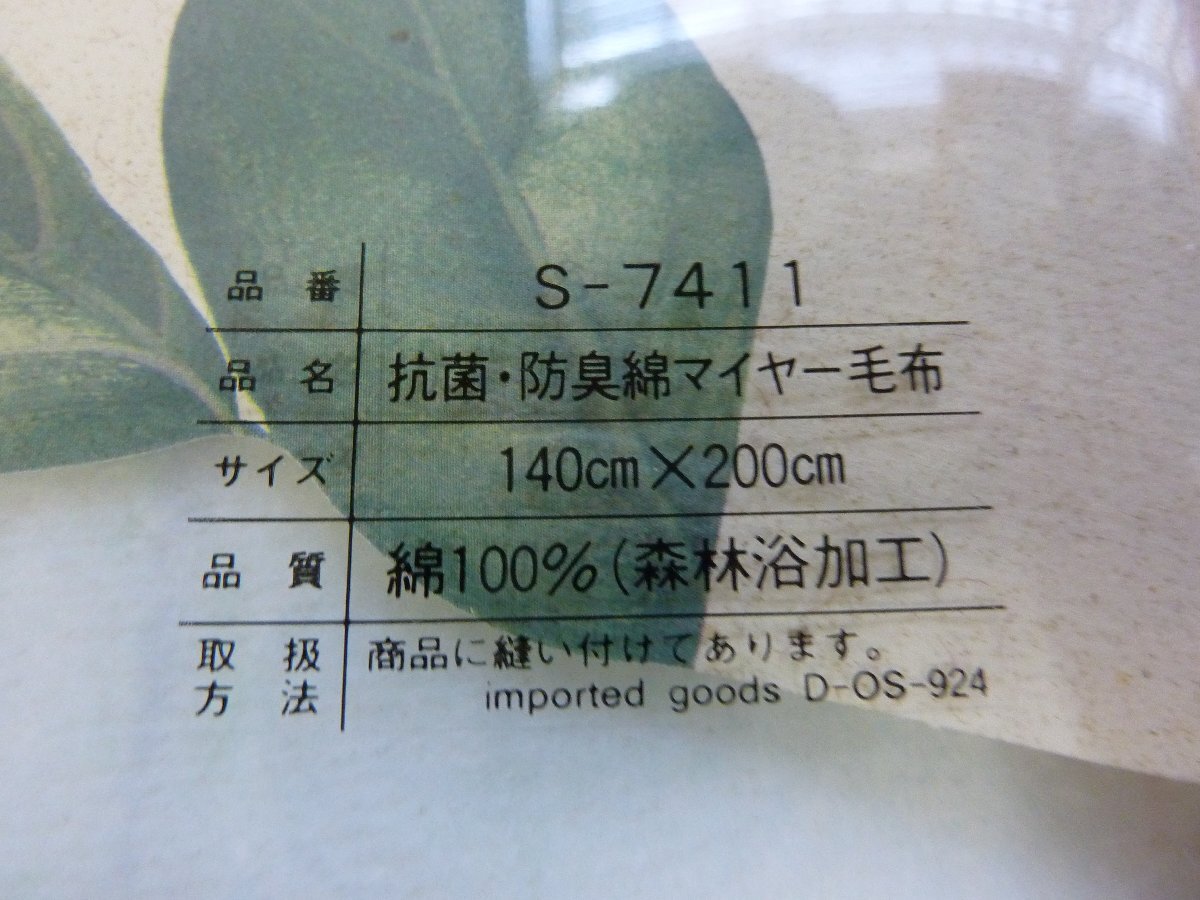 品番 S-7411
品名 抗菌・防臭綿マイヤー毛布
サイズ 140cm×200cm
品質 綿100%(森林浴加工)
取扱 商品に縫い付けてあります。
方法 imported goods D-OS-924